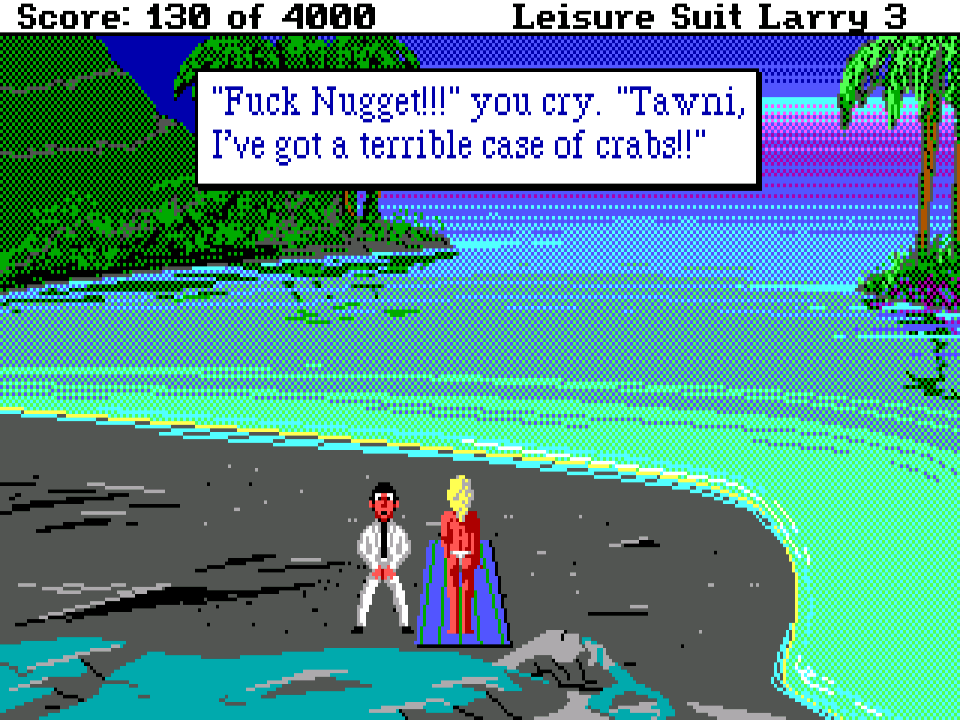 Score: 130 of 4000 Leisure Suit Larry 3
"Fuck Nugget!!!" you cry. "Tawni,
I've got a terrible case of crabs!!"